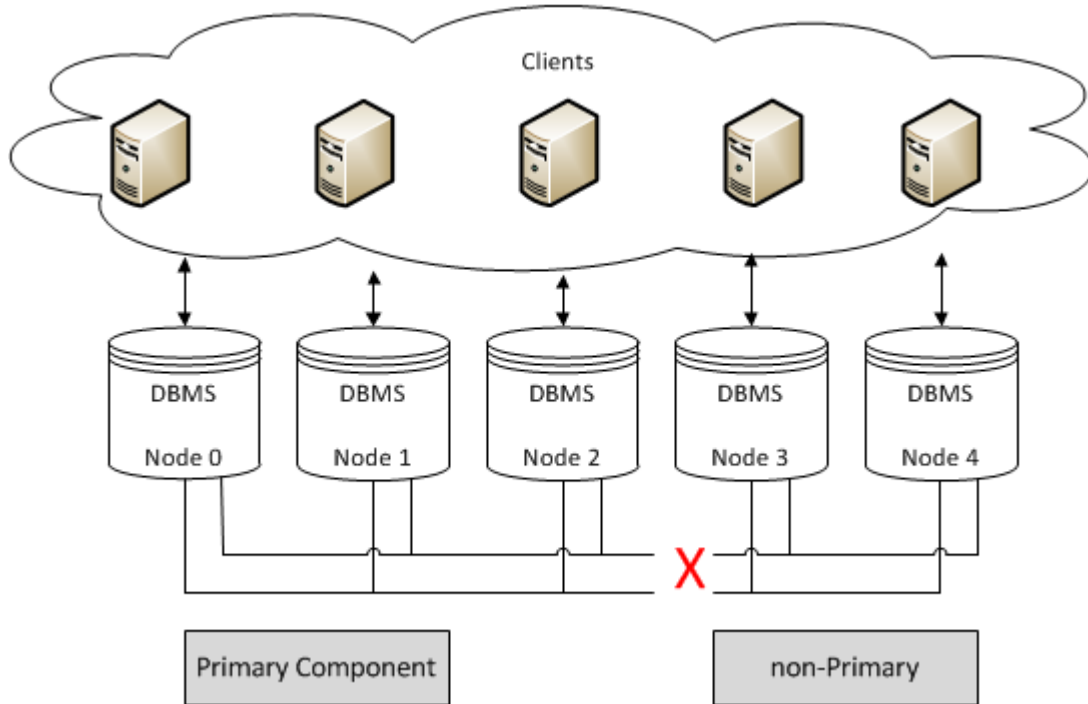 Clients
DBMS
DBMS
DBMS
DBMS
DBMS
Node 0
Node 1
Node 2
Node 3
Node 4
X
Primary Component
non-Primary